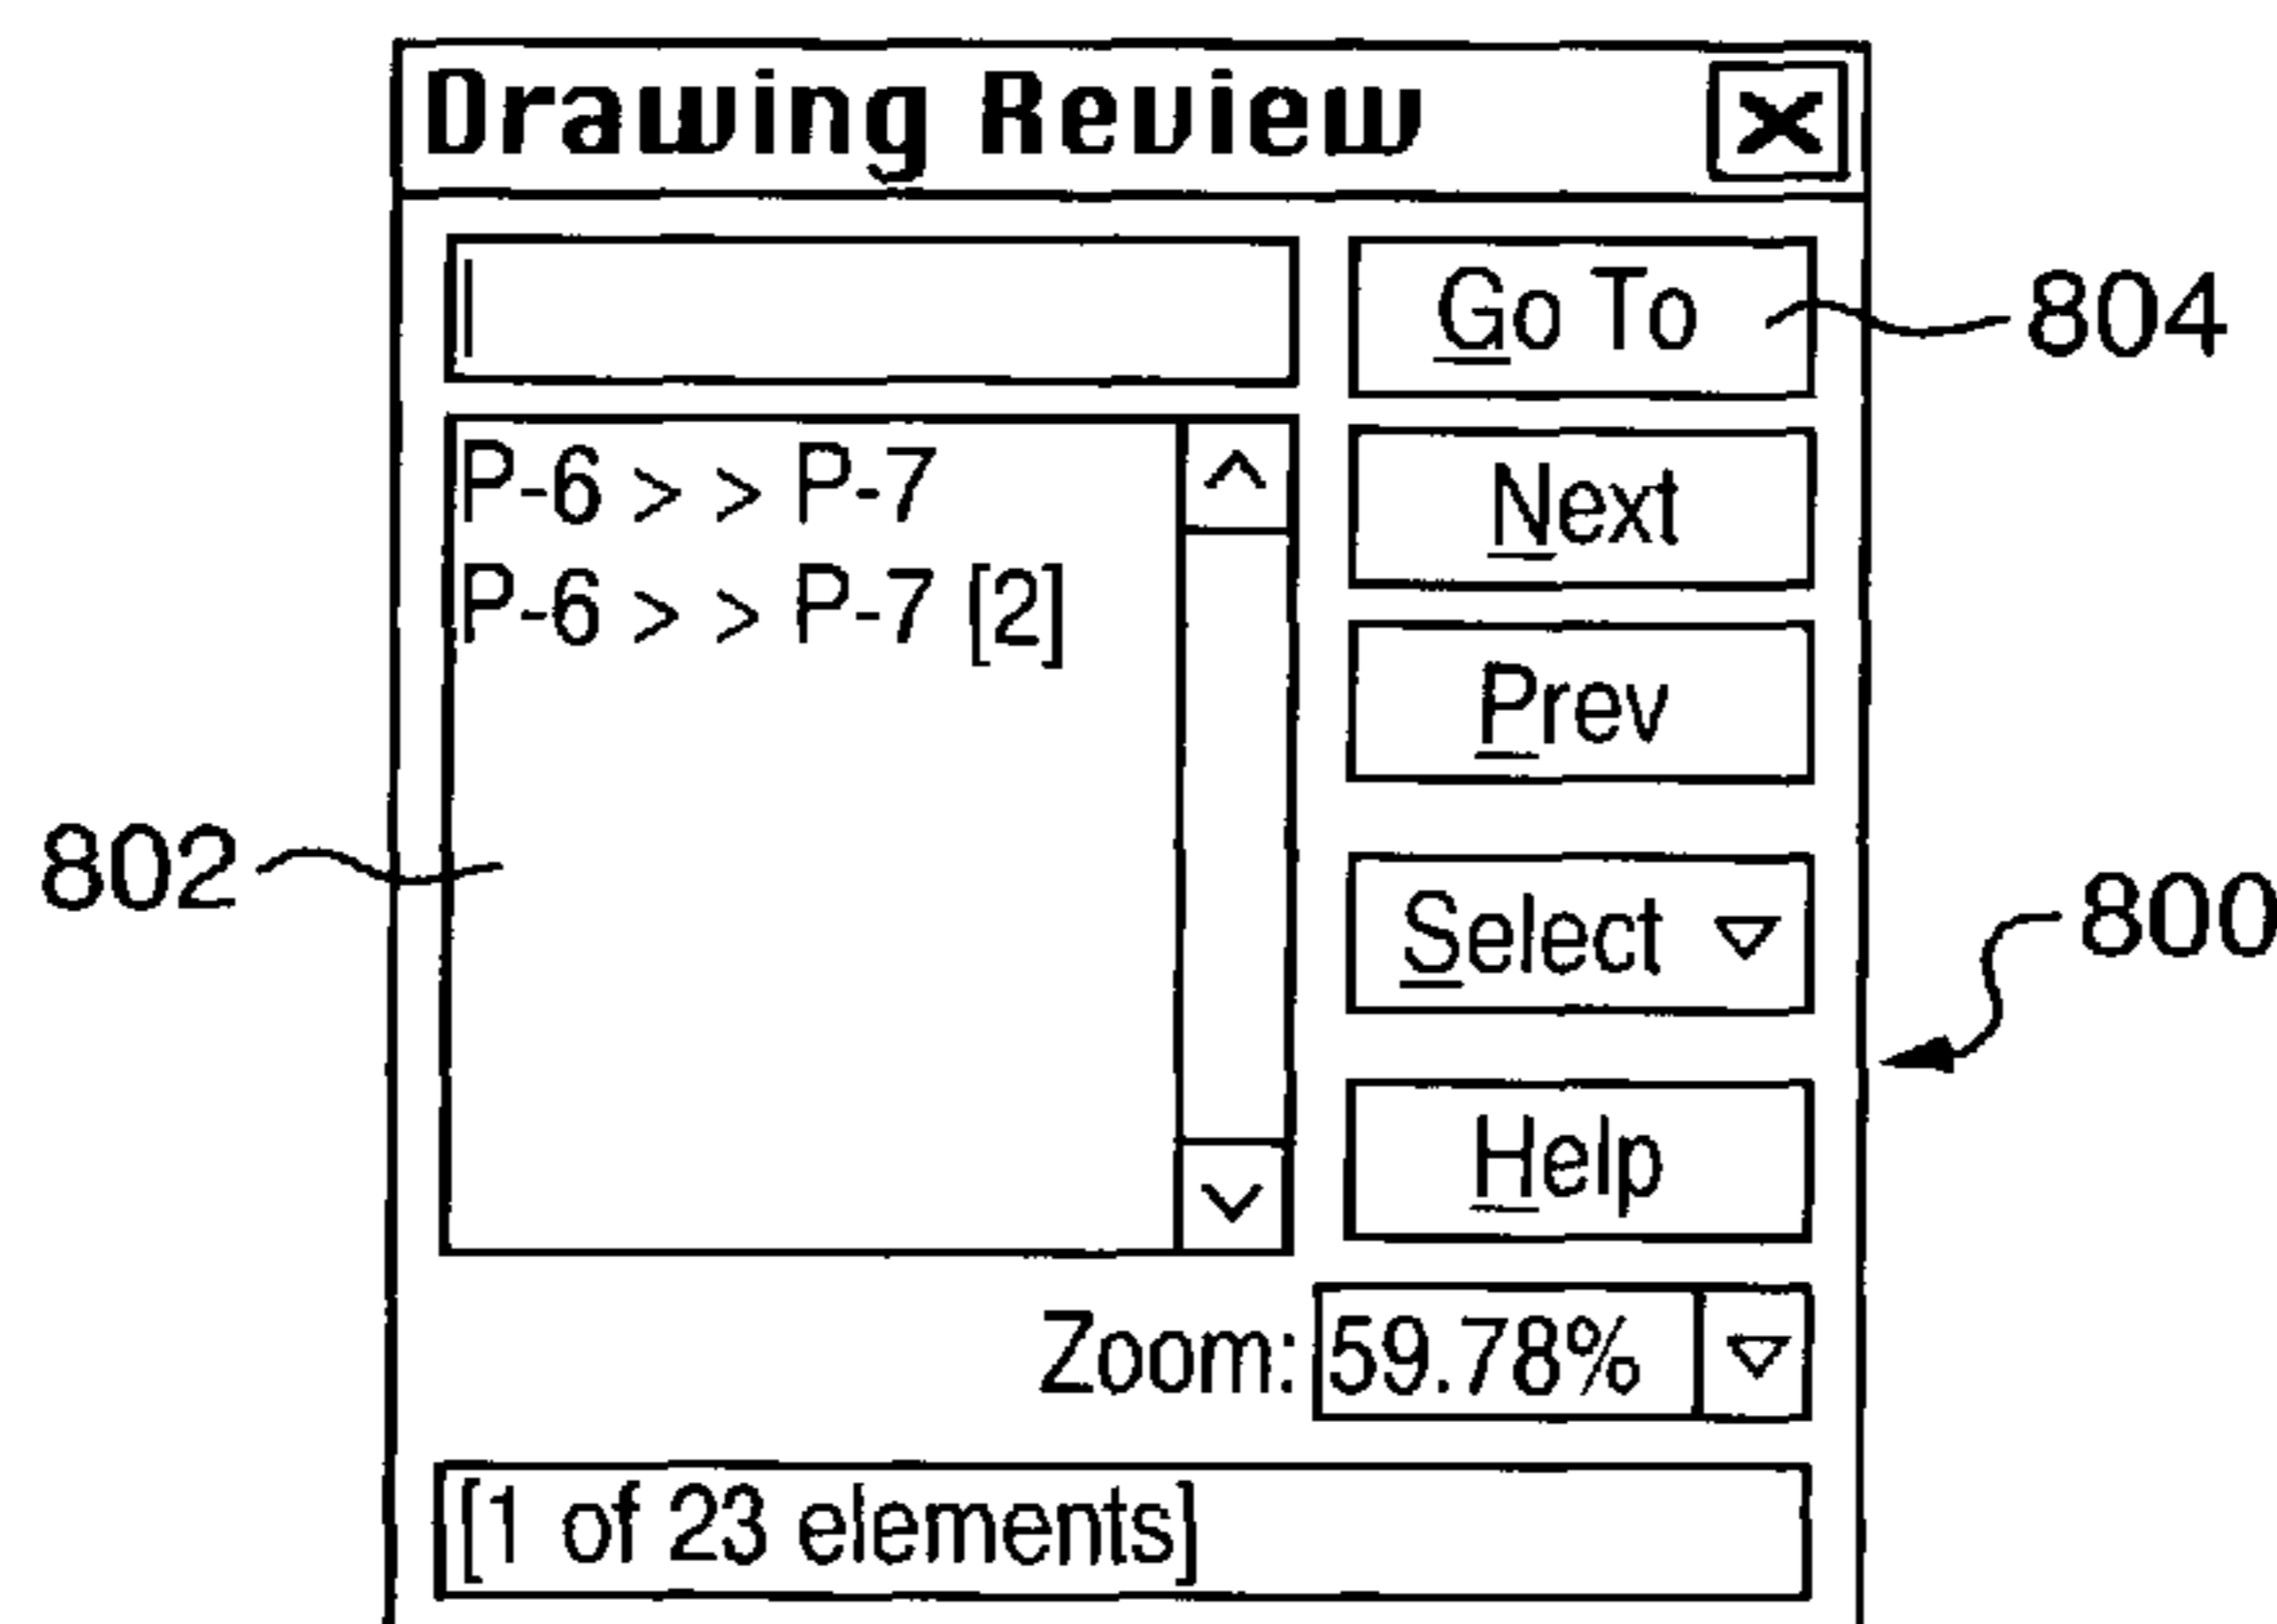 Drawing Review
Go To
804
P-6 > > P-7
Next
P-6 > > P-7 [2]
Prev
802
Select
800
Help
Zoom: 59.78%
[1 of 23 elements]